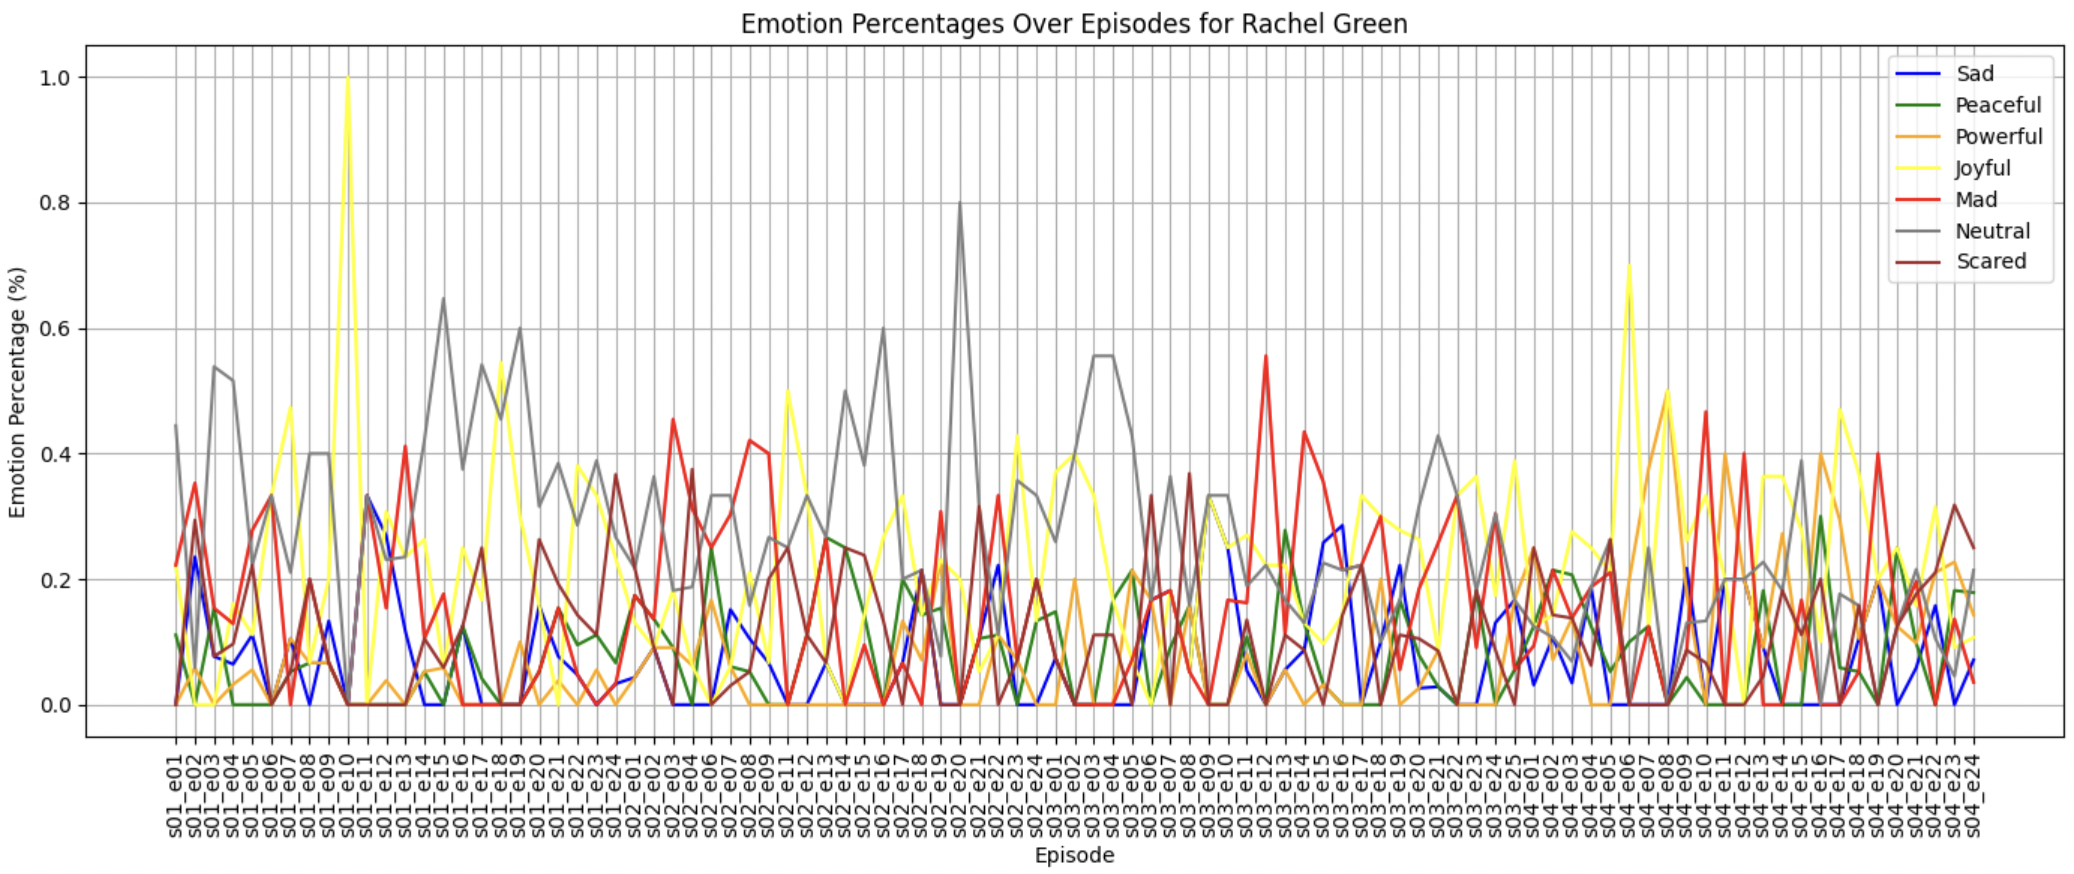 Emotion Percentages Over Episodes for Rachel Green
Emotion Percentage (%)
1.0
0.8
0.6
0.4
0.2
0.0
Sad
Peaceful
Powerful
Joyful
Mad
Neutral
Scared
s01_e01
s01_e02
s01_e03
s01_e04
s01_e05
s01_e06
s01_e07
s01_e08
s01_e09
s01_e10
s01_e11
s01_e12
s01_e13
s01_e14
s01_e15
s01_e16
s01_e17
s01_e18
s01_e19
s01_e20
s01_e21
s01_e22
s01_e23
s01_e24
s02_e01
s02_e02
s02_e03
s02_e04
s02_e06
s02_e07
s02_e08
s02_e09
s02_e11
s02_e12
s02_e13
s02_e14
s02_e15
s02_e16
s02_e17
s02_e18
s02_e19
s02_e20
s02_e21
s02_e22
s02_e23
s02_e24
s03_e01
s03_e02
s03_e03
s03_e04
s03_e05
s03_e06
s03_e07
s03_e08
s03_e09
s03_e10
s03_e11
s03_e12
s03_e13
s03_e14
s03_e15
s03_e16
s03_e17
s03_e18
s03_e19
s03_e20
s03_e21
s03_e22
s03_e23
s03_e24
s03_e25
s04_e01
s04_e02
s04_e03
s04_e04
s04_e05
s04_e06
s04_e07
s04_e08
s04_e09
s04_e10
s04_e11
s04_e12
s04_e13
s04_e14
s04_e15
s04_e16
s04_e17
s04_e18
s04_e19
s04_e20
s04_e21
s04_e22
s04_e23
s04_e24
Episode